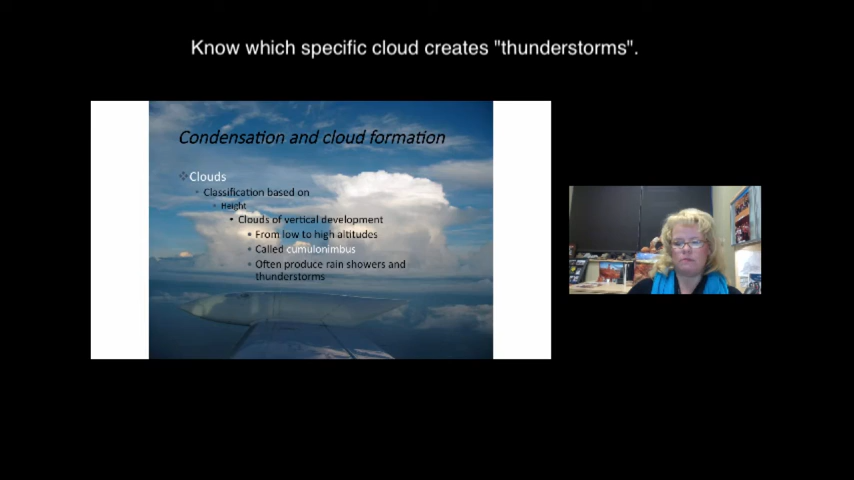 Know which specific cloud creates "thunderstorms".
Condensation and cloud formation
Clouds
Classification based on
Height
Clouds of vertical development
From low to high altitudes
Called cumulonimbus
Often produce rain showers and
thunderstorms